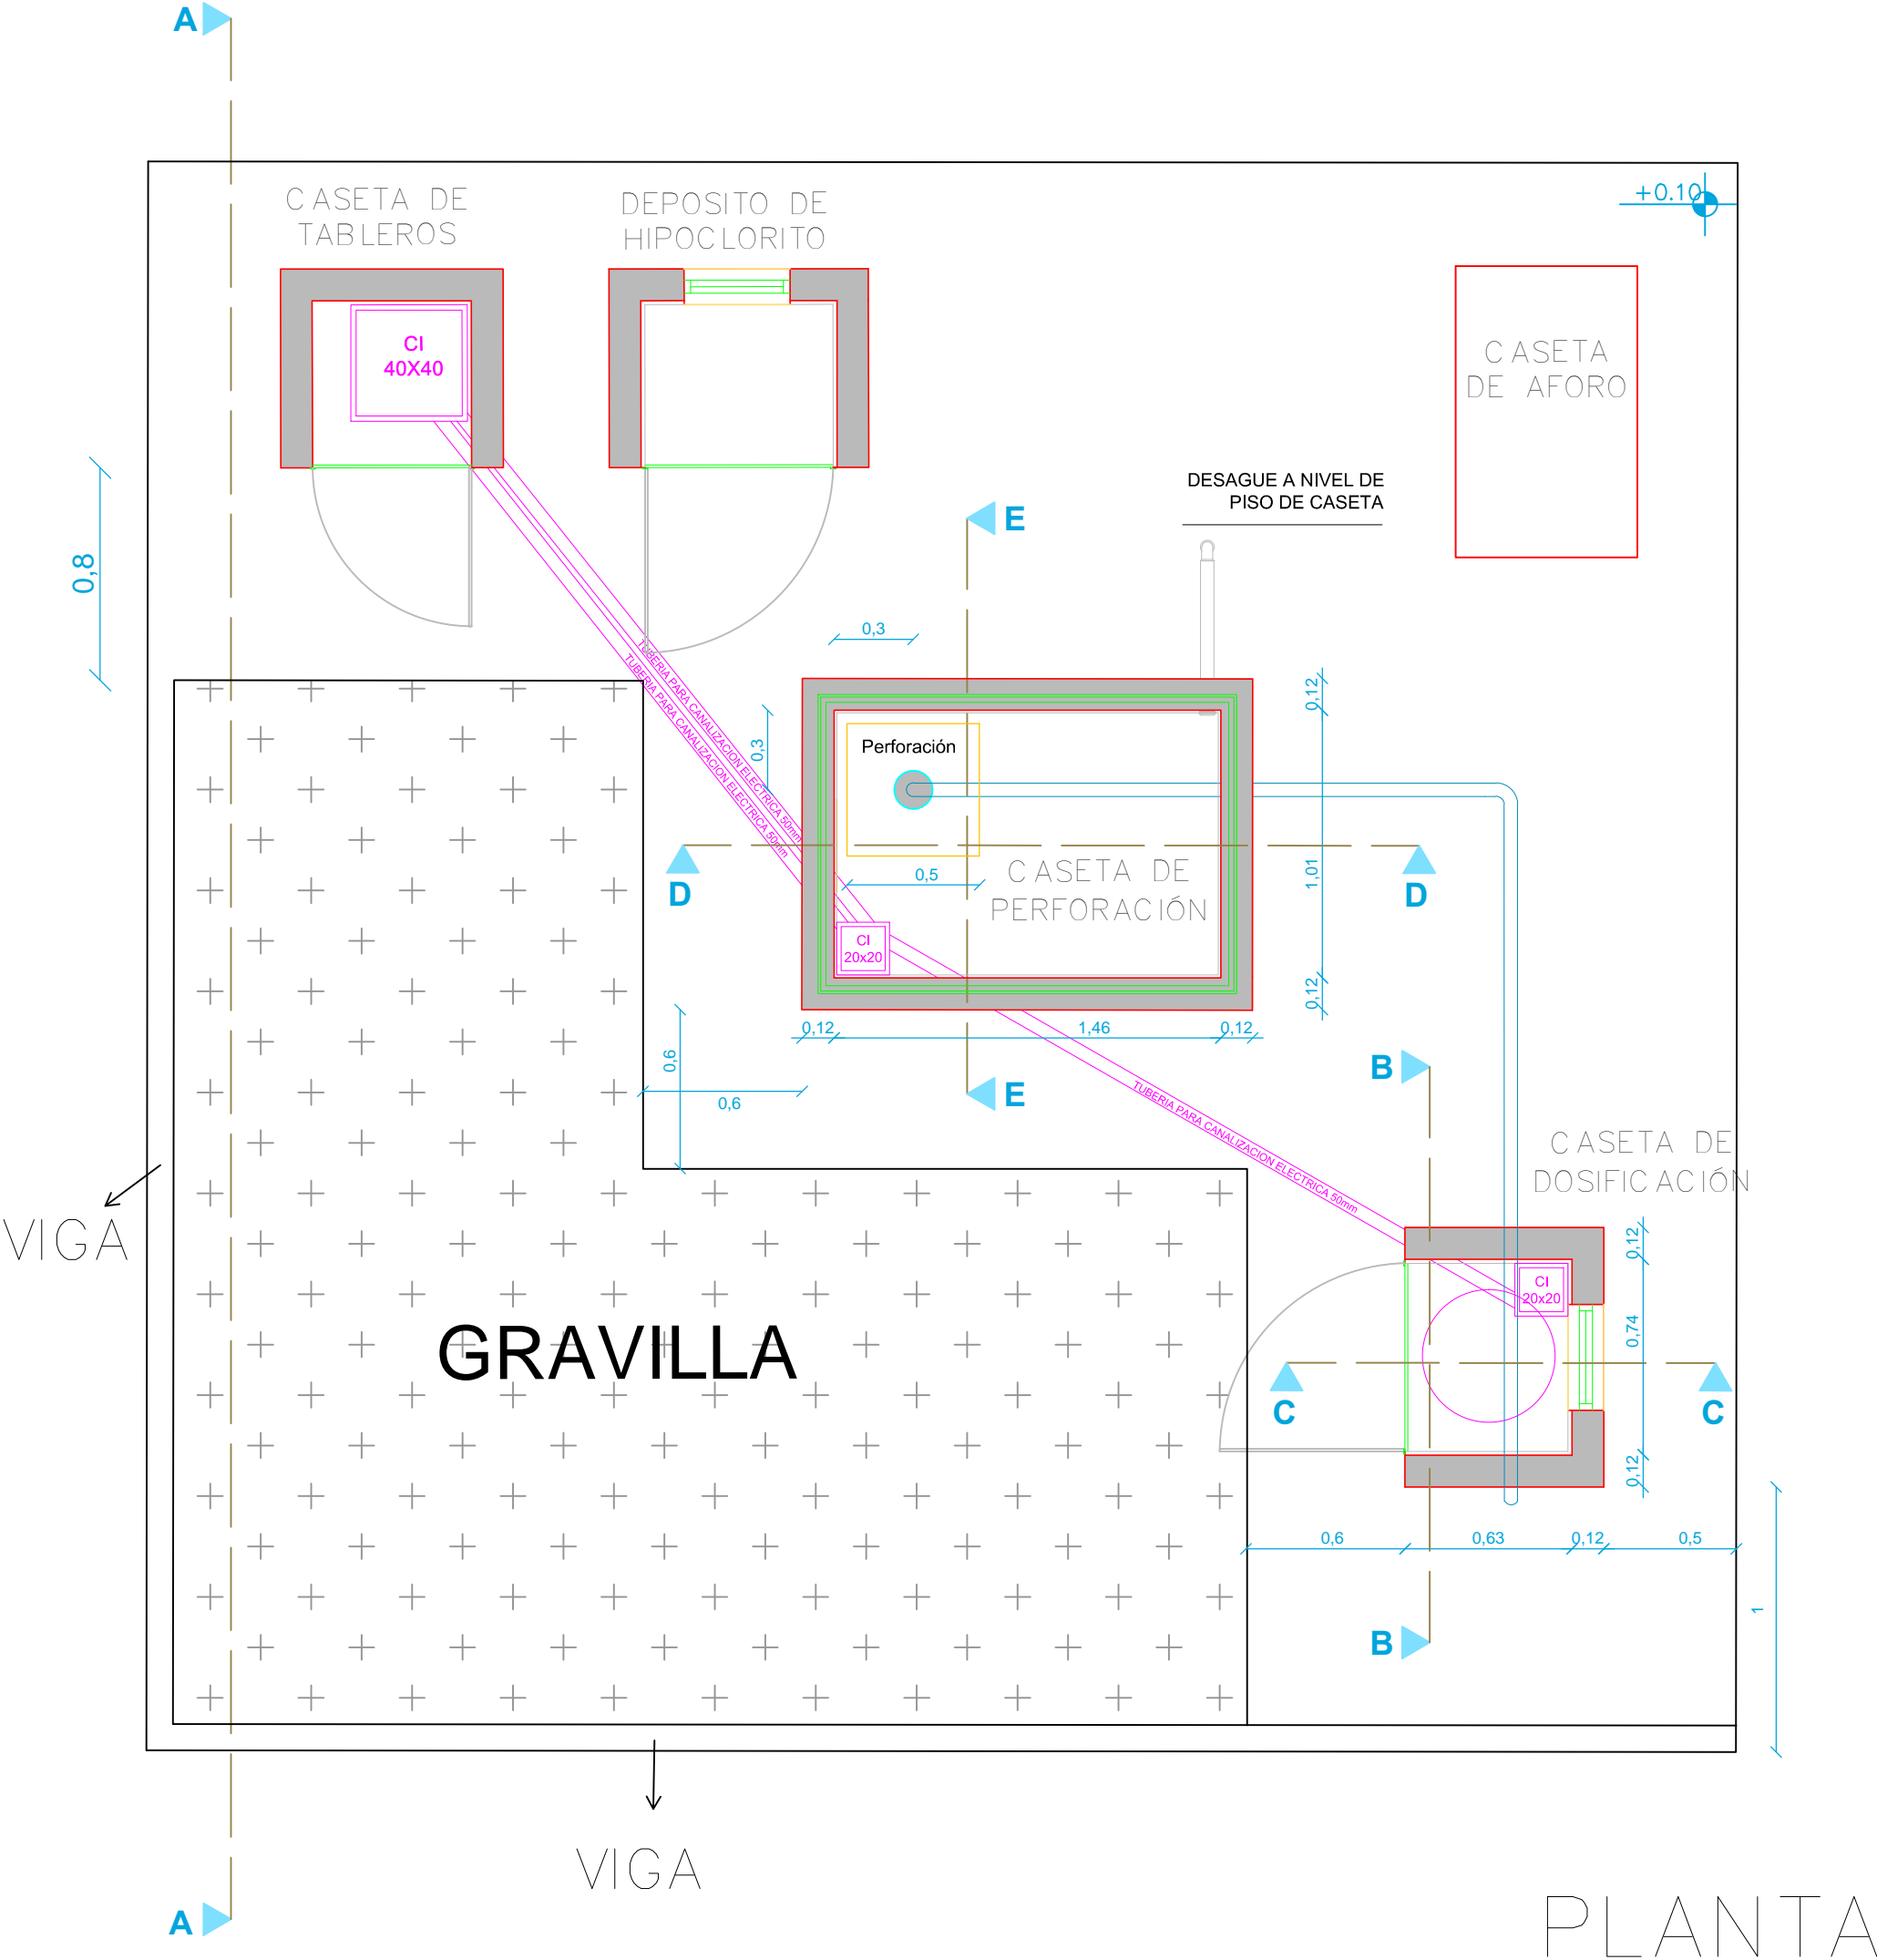 A
+0.10
CASETA DE
TABLEROS
DEPOSITO DE
HIPOCLORITO
CI
40X40
CASETA
DE AFORO
DESAGUE A NIVEL DE
PISO DE CASETA
E
0,8
0,3
TUBERIA PARA CANALIZACION ELECTRICA 50mm
TUBERIA PARA CANALIZACION ELECTRICA 50mm
0,12
0,3
Perforación
D
0,5
CASETA DE
PERFORACIÓN
1,01
D
CI
20x20
0,12
0,12
1,46
0,12
0,6
0,6
E
B
TUBERIA PARA CANALIZACION ELECTRICA 50mm
CASETA DE
DOSIFICACIÓN
VIGA
0,12
CI
20x20
0,74
GRAVILLA
C
C
0,12
0,6
0,63
0,12
0,5
1
B
VIGA
A
PLANTA